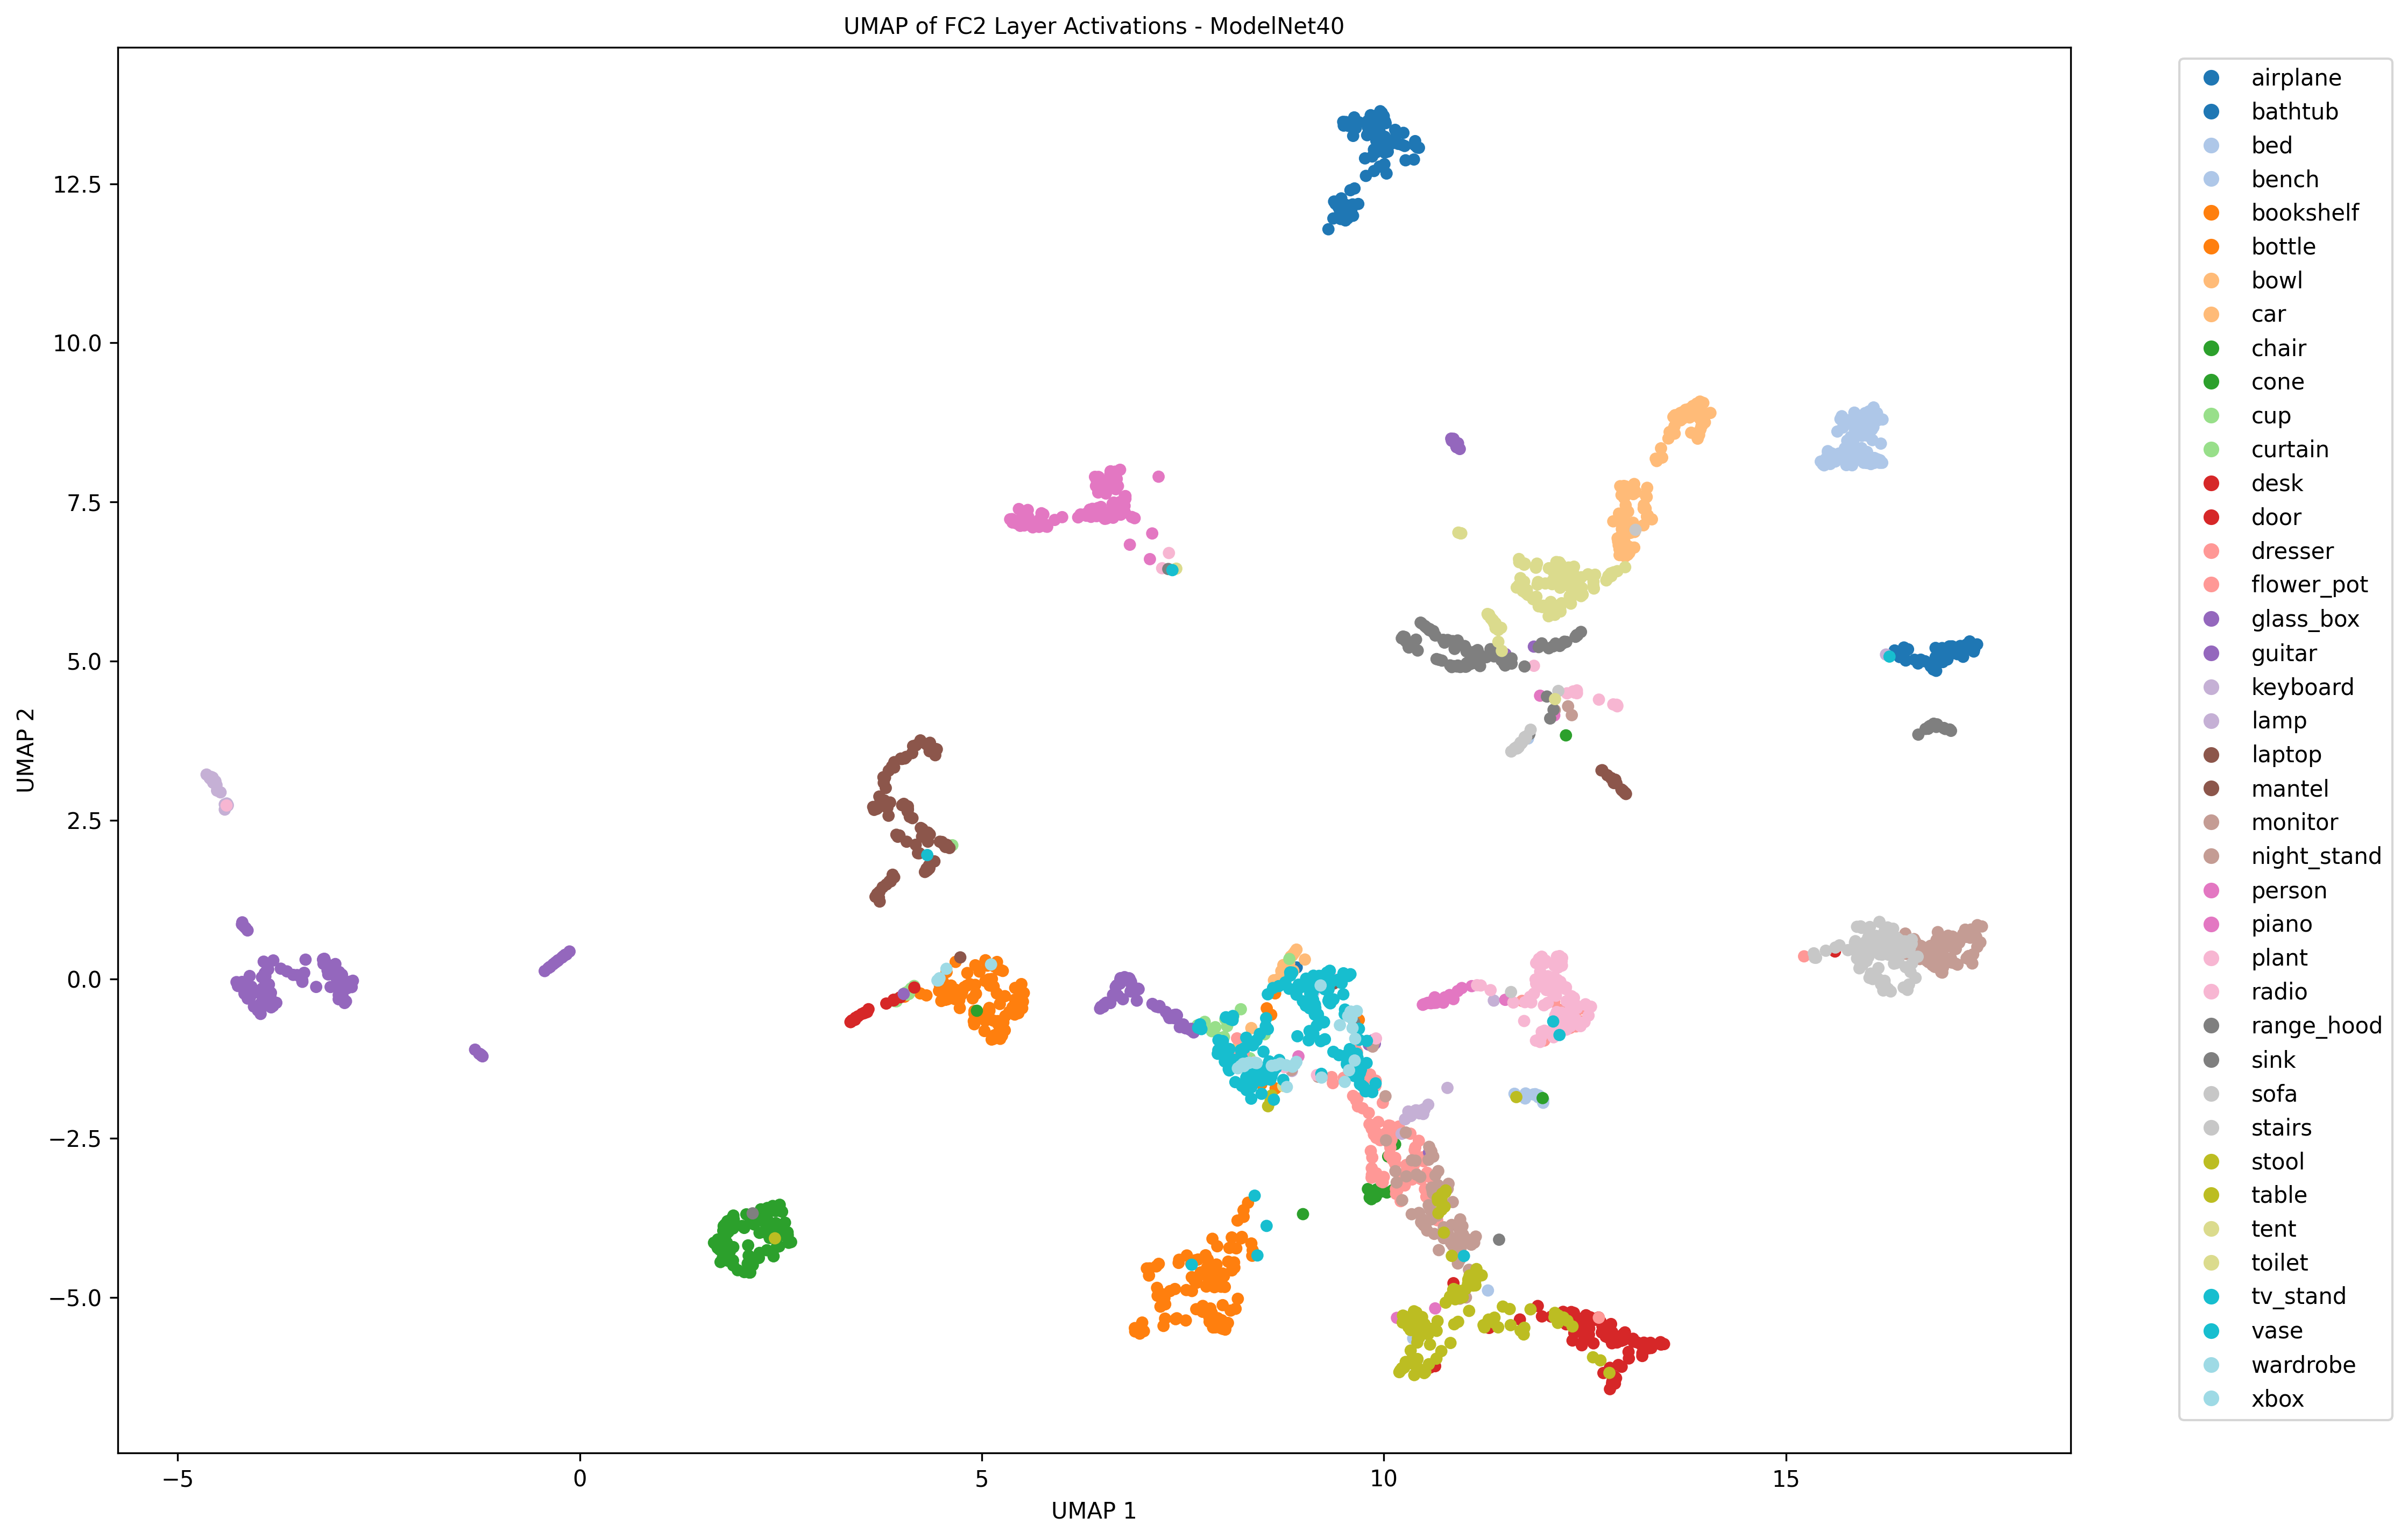 UMAP of FC2 Layer Activations - ModelNet40
UMAP 2
12.5
10.0
7.5
5.0
2.5
0.0
−2.5
−5.0
−5
0
5
10
15
UMAP 1
airplane
bathtub
bed
bench
bookshelf
bottle
bowl
car
chair
cone
cup
curtain
desk
door
dresser
flower_pot
glass_box
guitar
keyboard
lamp
laptop
mantel
monitor
night_stand
person
piano
plant
radio
range_hood
sink
sofa
stairs
stool
table
tent
toilet
tv_stand
vase
wardrobe
xbox